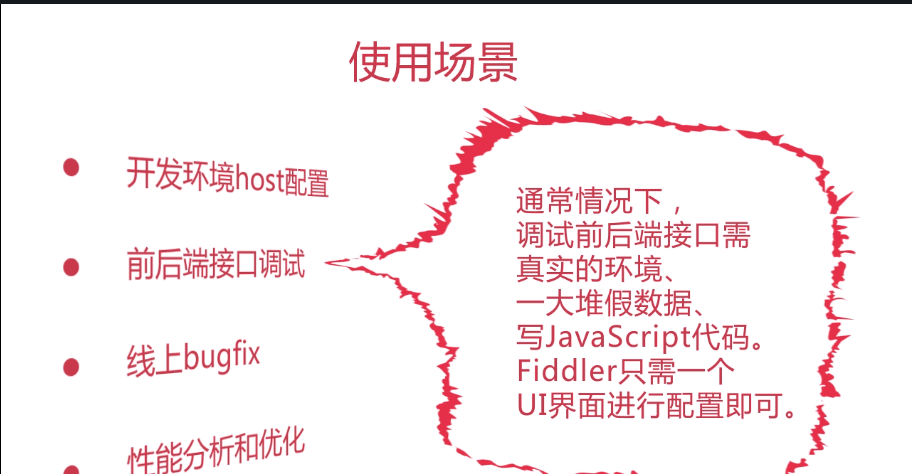 使用场景
开发环境host配置
前后端接口调试
线上bugfix
性能分析和优化
通常情况下，
调试前后端接口需
真实的环境、
一大堆假数据、
写JavaScript代码。
Fiddler只需一个
UI界面进行配置即可。